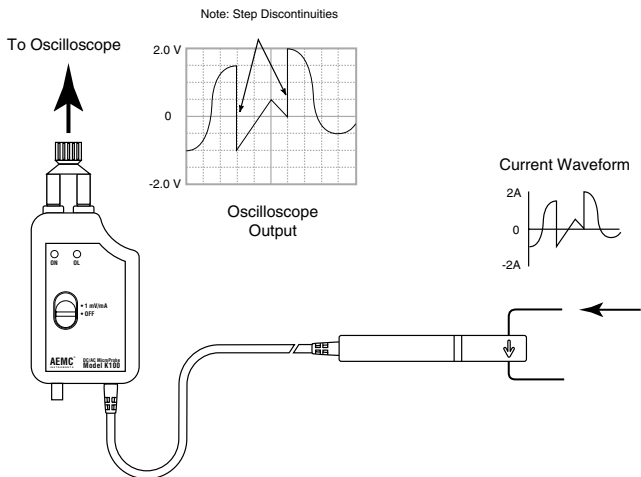 Note: Step Discontinuities
To Oscilloscope
2.0 V
0
-2.0 V
Oscilloscope
Output
Current Waveform
2A
0
-2A
ON OL
• 1 mV/mA
• OFF
AEMC®
INSTRUMENTS
DC/AC MicroProbe
Model K100